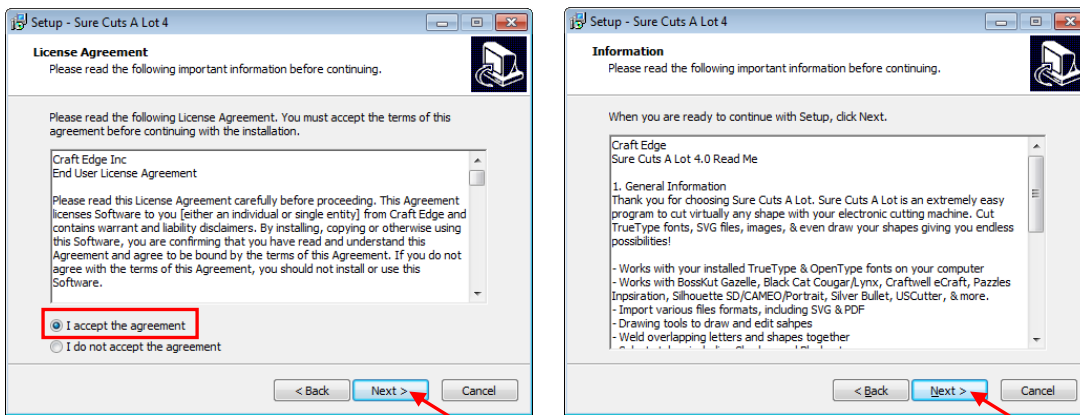 Setup - Sure Cuts A Lot 4
License Agreement
Please read the following important information before continuing.
Please read the following License Agreement. You must accept the terms of this
agreement before continuing with the installation.
Craft Edge Inc
End User License Agreement
Please read this License Agreement carefully before proceeding. This Agreement
licenses Software to you [either an individual or single entity] from Craft Edge and
contains warrant and liability disclaimers. By installing, copying or otherwise using
this Software, you are confirming that you have read and understand this
Agreement and agree to be bound by the terms of this Agreement. If you do not
agree with the terms of this Agreement, you should not install or use this
Software.
I accept the agreement
I do not accept the agreement
< Back
Next >
Cancel
Setup - Sure Cuts A Lot 4
Information
Please read the following important information before continuing.
When you are ready to continue with Setup, click Next.
Craft Edge
Sure Cuts A Lot 4.0 Read Me
1. General Information
Thank you for choosing Sure Cuts A Lot. Sure Cuts A Lot is an extremely easy
program to cut virtually any shape with your electronic cutting machine. Cut
TrueType fonts, SVG files, images, & even draw your shapes giving you endless
possibilities!
- Works with your installed TrueType & OpenType fonts on your computer
- Works with BossKut Gazelle, Black Cat Cougar/Lynx, Craftwell eCraft, Pazzles
Inpsiration, Silhouette SD/CAMEO/Portrait, Silver Bullet, USCutter, & more.
- Import various files formats, including SVG & PDF
- Drawing tools to draw and edit sahpes
- Weld overlapping letters and shapes together
< Back
Next >
Cancel